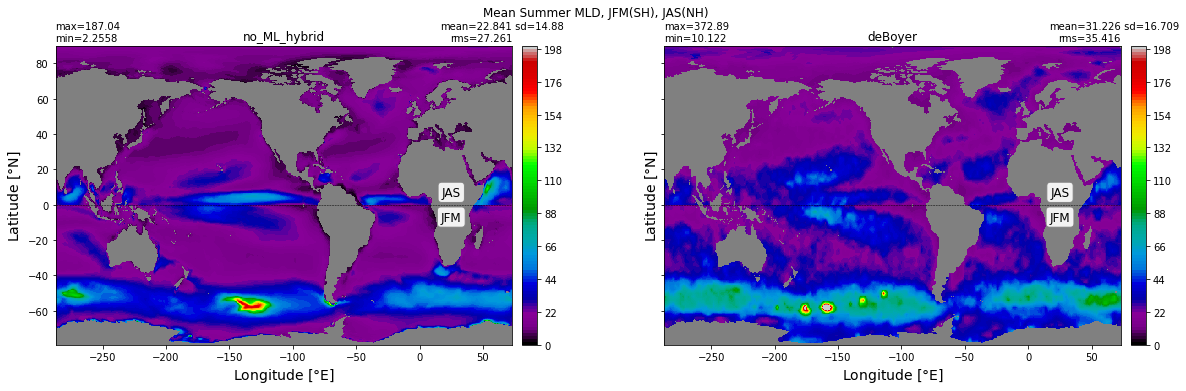 Mean Summer MLD, JFM(SH), JAS(NH)
max=187.04
min=2.2558
no_ML_hybrid
mean=22.841 sd=14.88
rms=27.261
max=372.89
min=10.122
deBoyer
mean=31.226 sd=16.709
rms=35.416
Latitude [°N]
80
60
40
20
0
−20
−40
−60
JAS
JFM
−250
−200
−150
−100
−50
0
50
Longitude [°E]
198
176
154
132
110
88
66
44
22
0
Latitude [°N]
JAS
JFM
−250
−200
−150
−100
−50
0
50
Longitude [°E]
198
176
154
132
110
88
66
44
22
0